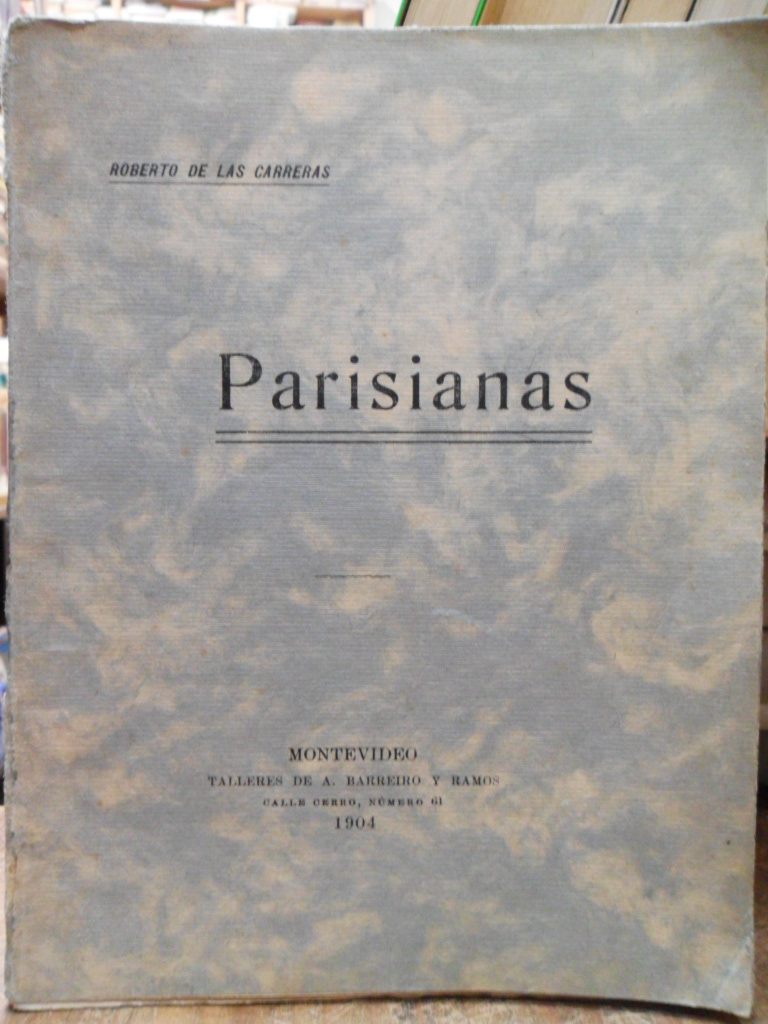 ROBERTO DE LAS CARRERAS
Parisianas
MONTEVIDEO
TALLERES DE A. BARREIRO Y RAMOS
CALLE CERRO, NÚMERO 61
1904